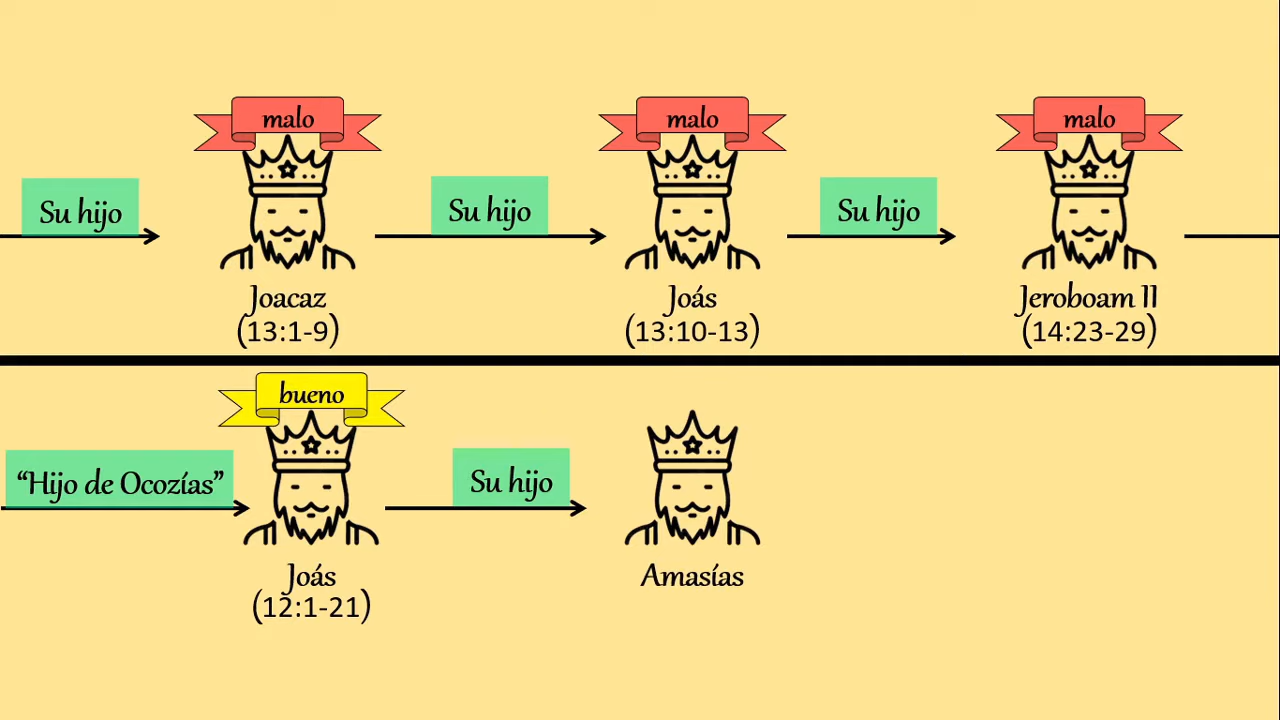 malo
malo
malo
Su hijo
Su hijo
Su hijo
Joacaz
(13:1-9)
Joás
(13:10-13)
Jeroboam II
(14:23-29)
bueno
“Hijo de Ocozías”
Su hijo
Joás
(12:1-21)
Amasías